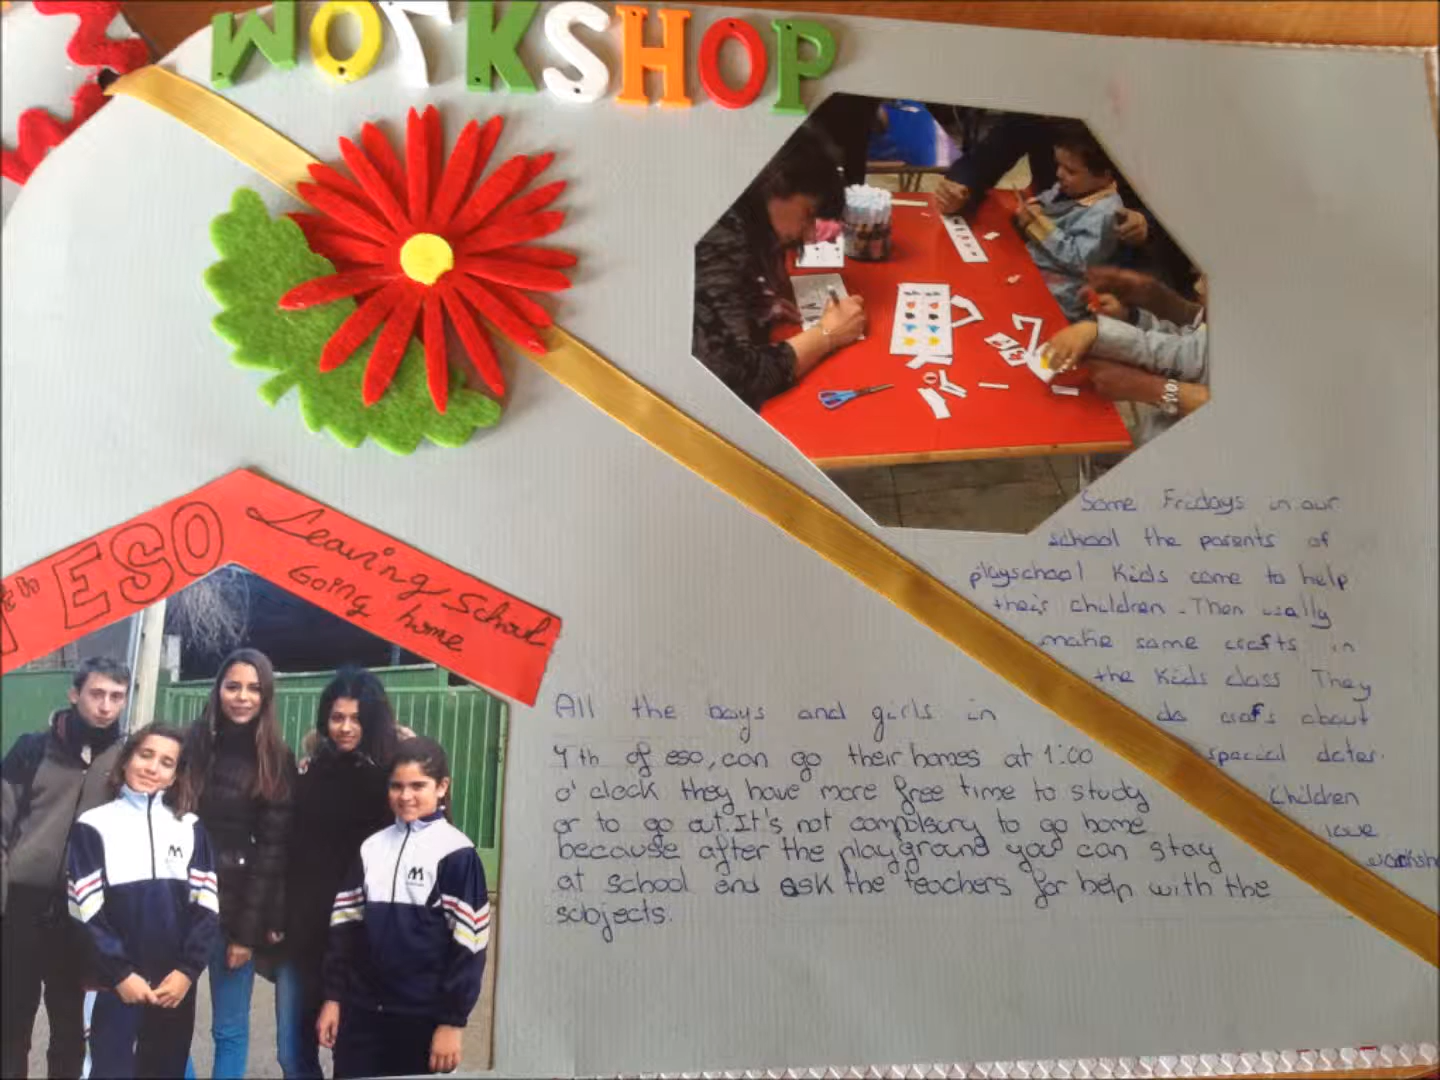 WORKSHOP
Some Fridays in our
school the parents of
playschool kids come to help
their children. Then usally
make some crafts in
the kids class They
do crafs about
special dates.
Children
love
worksh
th ESO
Leaving School
Going home
All the boys and girls in
4th of eso, can go their homes at 1:00
o' clock they have more free time to study
or to go out. It's not compulsory to go home
because after the playground you can stay
at school and ask the teachers for help with the
subjects.